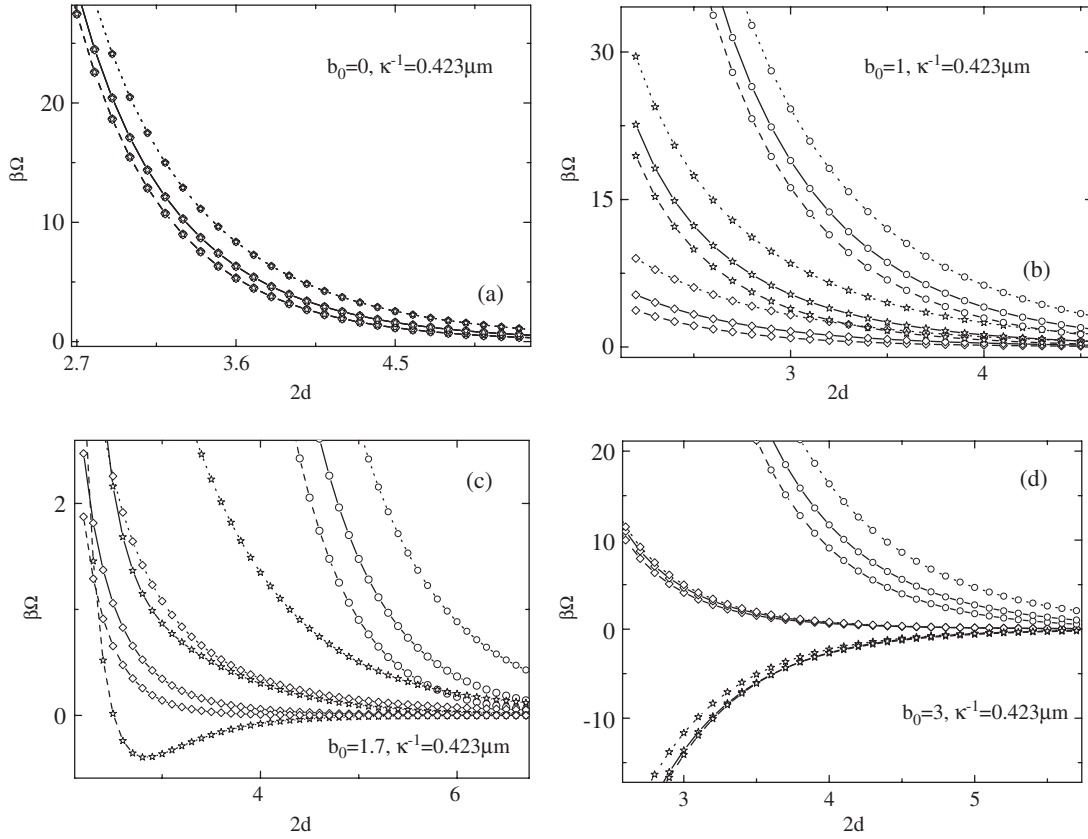 b₀=0, κ⁻¹=0.423μm
βΩ
20
10
0
(a)
2.7 3.6 4.5
2d
b₀=1, κ⁻¹=0.423μm
βΩ
30
15
0
(b)
3 4
2d
(c)
βΩ
2
0
b₀=1.7, κ⁻¹=0.423μm
4 6
2d
(d)
βΩ
20
10
0
-10
b₀=3, κ⁻¹=0.423μm
3 4 5
2d